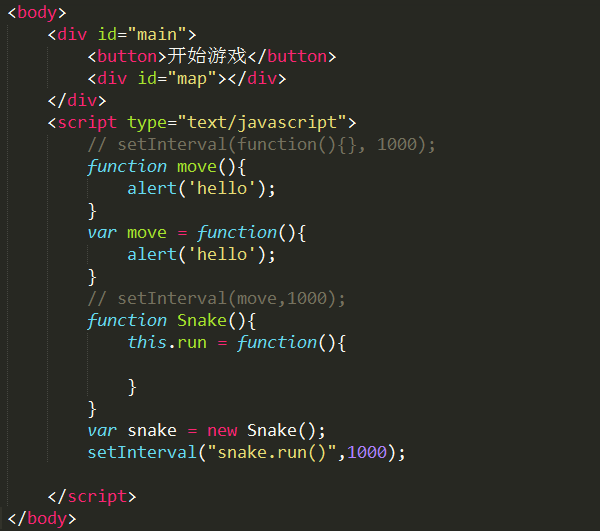 <body>
    <div id="main">
        <button>开始游戏</button>
        <div id="map"></div>
    </div>
    <script type="text/javascript">
        // setInterval(function(){}, 1000);
        function move(){
            alert('hello');
        }
        var move = function(){
            alert('hello');
        }
        // setInterval(move,1000);
        function Snake(){
            this.run = function(){
            }
        }
        var snake = new Snake();
        setInterval("snake.run()",1000);
    </script>
</body>